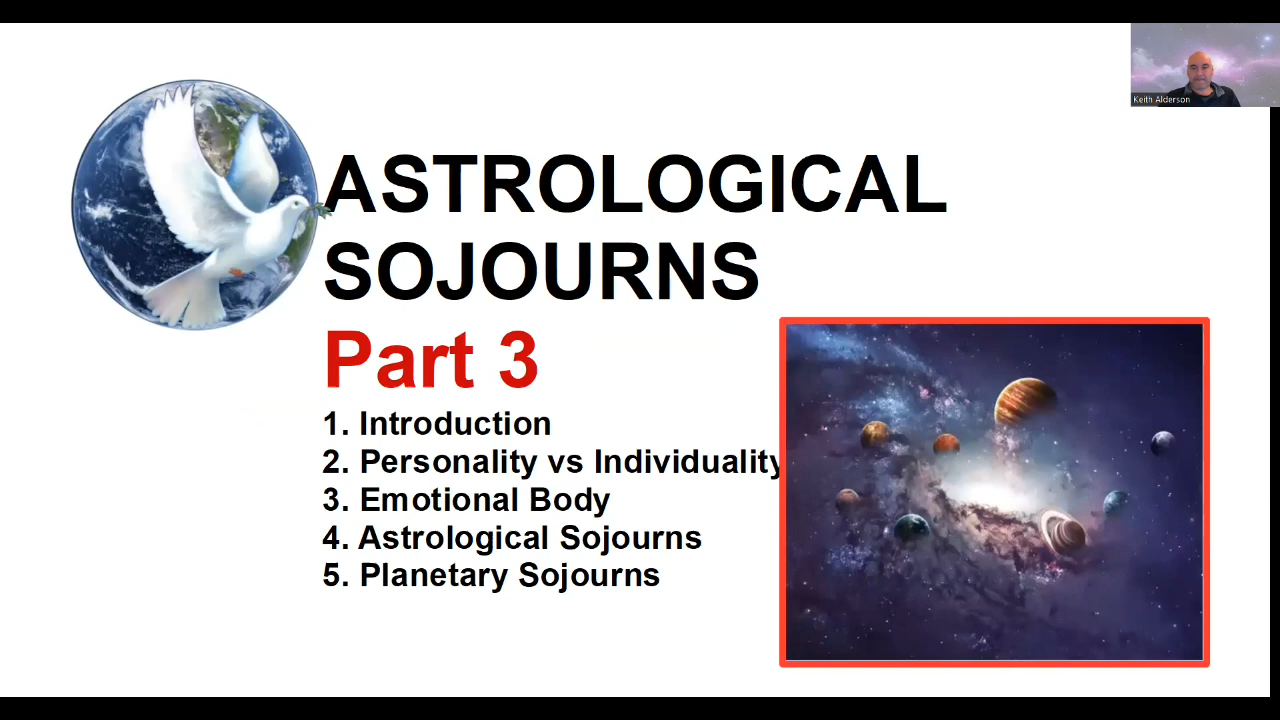 Keith Alderson
ASTROLOGICAL
SOJOURNS
Part 3
1. Introduction
2. Personality vs Individuality
3. Emotional Body
4. Astrological Sojourns
5. Planetary Sojourns